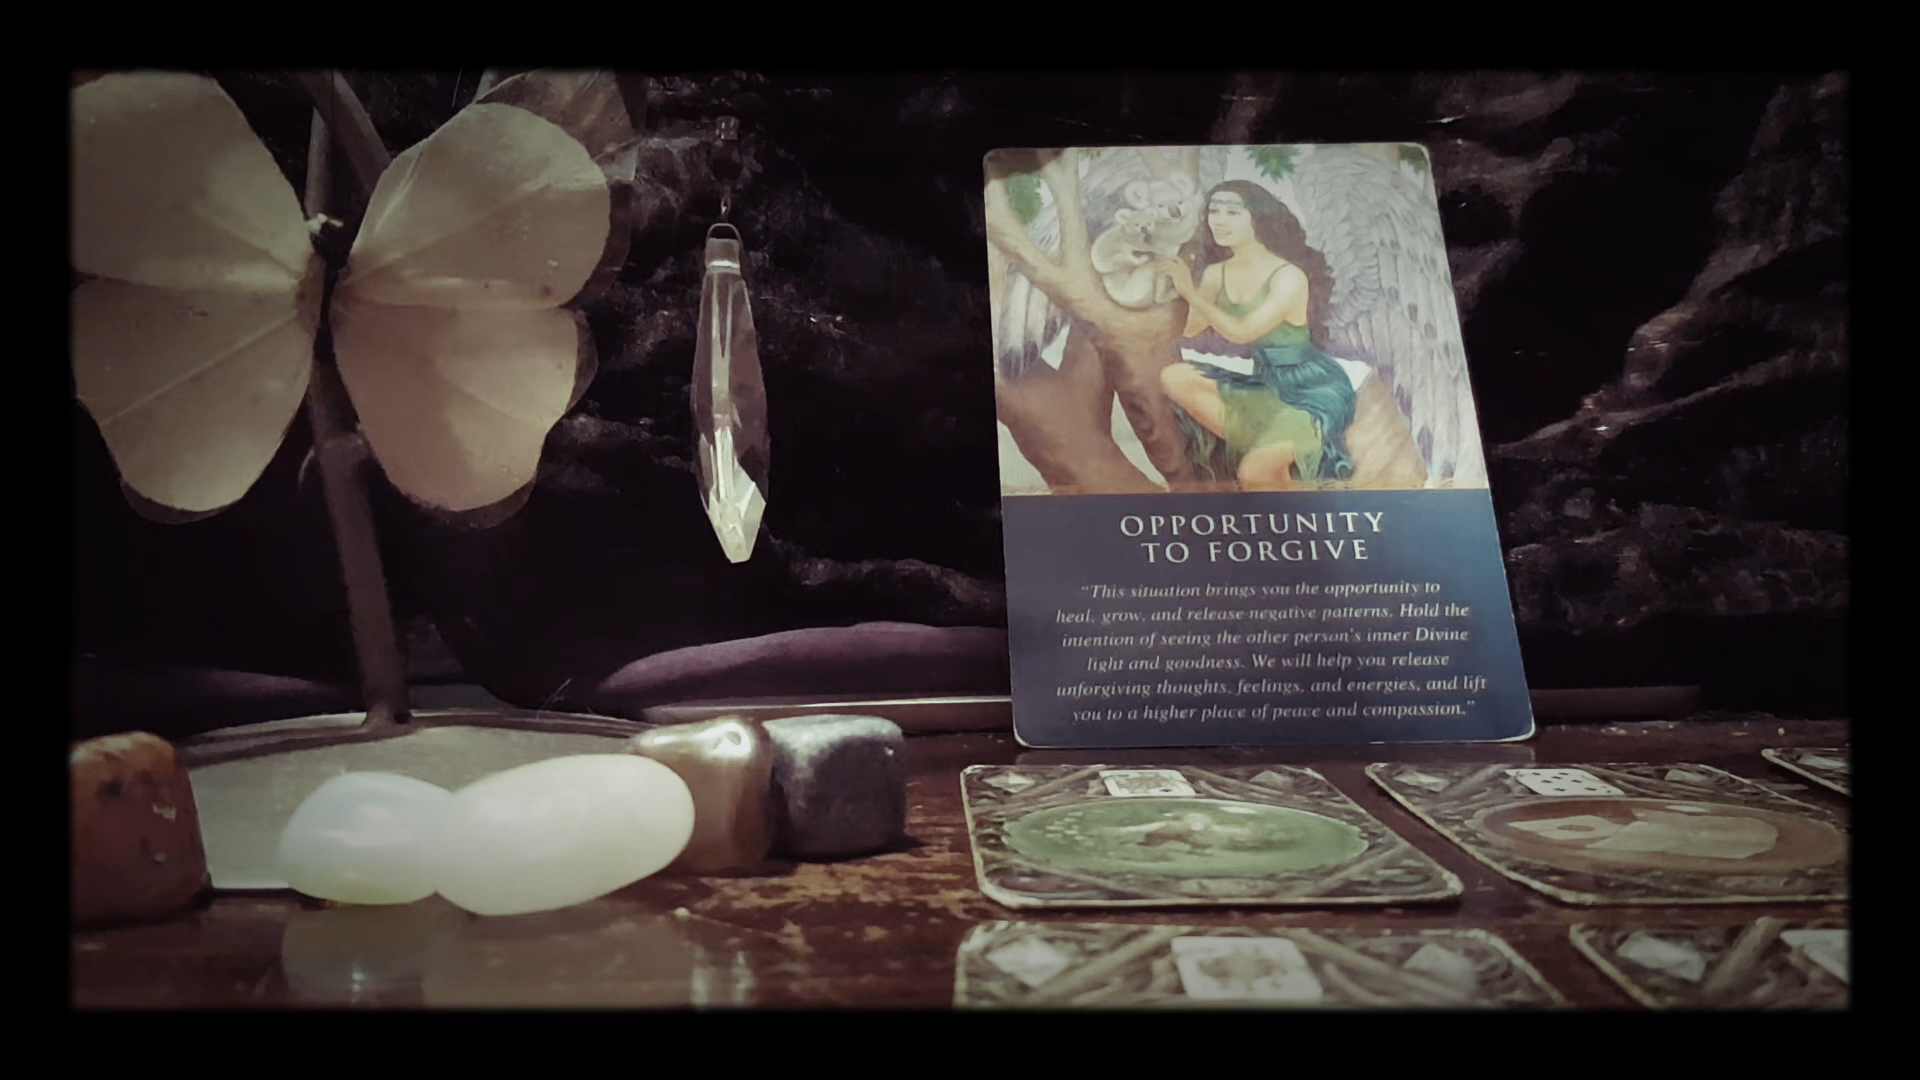 OPPORTUNITY
TO FORGIVE
"This situation brings you the opportunity to
heal, grow, and release negative patterns. Hold the
intention of seeing the other person's inner Divine
light and goodness. We will help you release
unforgiving thoughts, feelings, and energies, and lift
you to a higher place of peace and compassion."